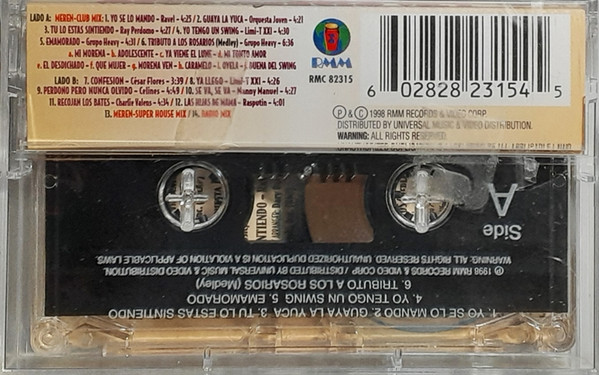 LADO A: MEREN-CLUB MIX: 1. YO SE LO MANDO - Ravel - 4:25 / 2. GUAYA LA YUCA - Orquesta Joven - 4:21
3. TU LO ESTAS SINTIENDO - Ray Perdomo - 4:27 / 4. YO TENGO UN SWING - Limi-T XXI - 4:30
5. ENAMORADO - Grupo Heavy - 4:31 / 6. TRIBUTO A LOS ROSARIOS (Medley) - Grupo Heavy - 6:36
a. MI MORENA b. ADOLESCENTE. c. YA VIENE EL LUNE d. MI TONTO AMOR
e. EL DESDICHADO f. QUE MUJER g. MORENA VEN h. CARAMELO i. OYELA j. BUENA DEL SWING
LADO B: 7. CONFESION - César Flores - 3:39 / 8. YA LLEGO - Limi-T XXI - 4:26
9. PERDONO PERO NUNCA OLVIDO - Celines - 4:49 / 10. SE VA, SE VA - Manny Manuel - 4:27
11. RECOJAN LOS BATES - Charlie Valens - 4:34 / 12. LAS HIJAS DE MAMA - Rasputin - 4:01
13. MEREN-SUPER HOUSE MIX / 14. RADIO MIX
RMM
RMC 82315
6 02828 23154 5
Ⓟ & © 1998 RMM RECORDS & VIDEO CORP.
DISTRIBUTED BY UNIVERSAL MUSIC & VIDEO DISTRIBUTION.
WARNING: ALL RIGHTS RESERVED.
Side A
NTIENDO
1. YO SE LO MANDO 2. GUAYA LA YUCA 3. TU LO ESTAS SINTIENDO
4. YO TENGO UN SWING 5. ENAMORADO
6. TRIBUTO A LOS ROSARIOS (Medley)
Ⓟ 1998 RMM RECORDS & VIDEO CORP / DISTRIBUTED BY UNIVERSAL MUSIC & VIDEO DISTRIBUTION.
WARNING: ALL RIGHTS RESERVED UNAUTHORIZED DUPLICATION IS A VIOLATION OF APPLICABLE LAWS.